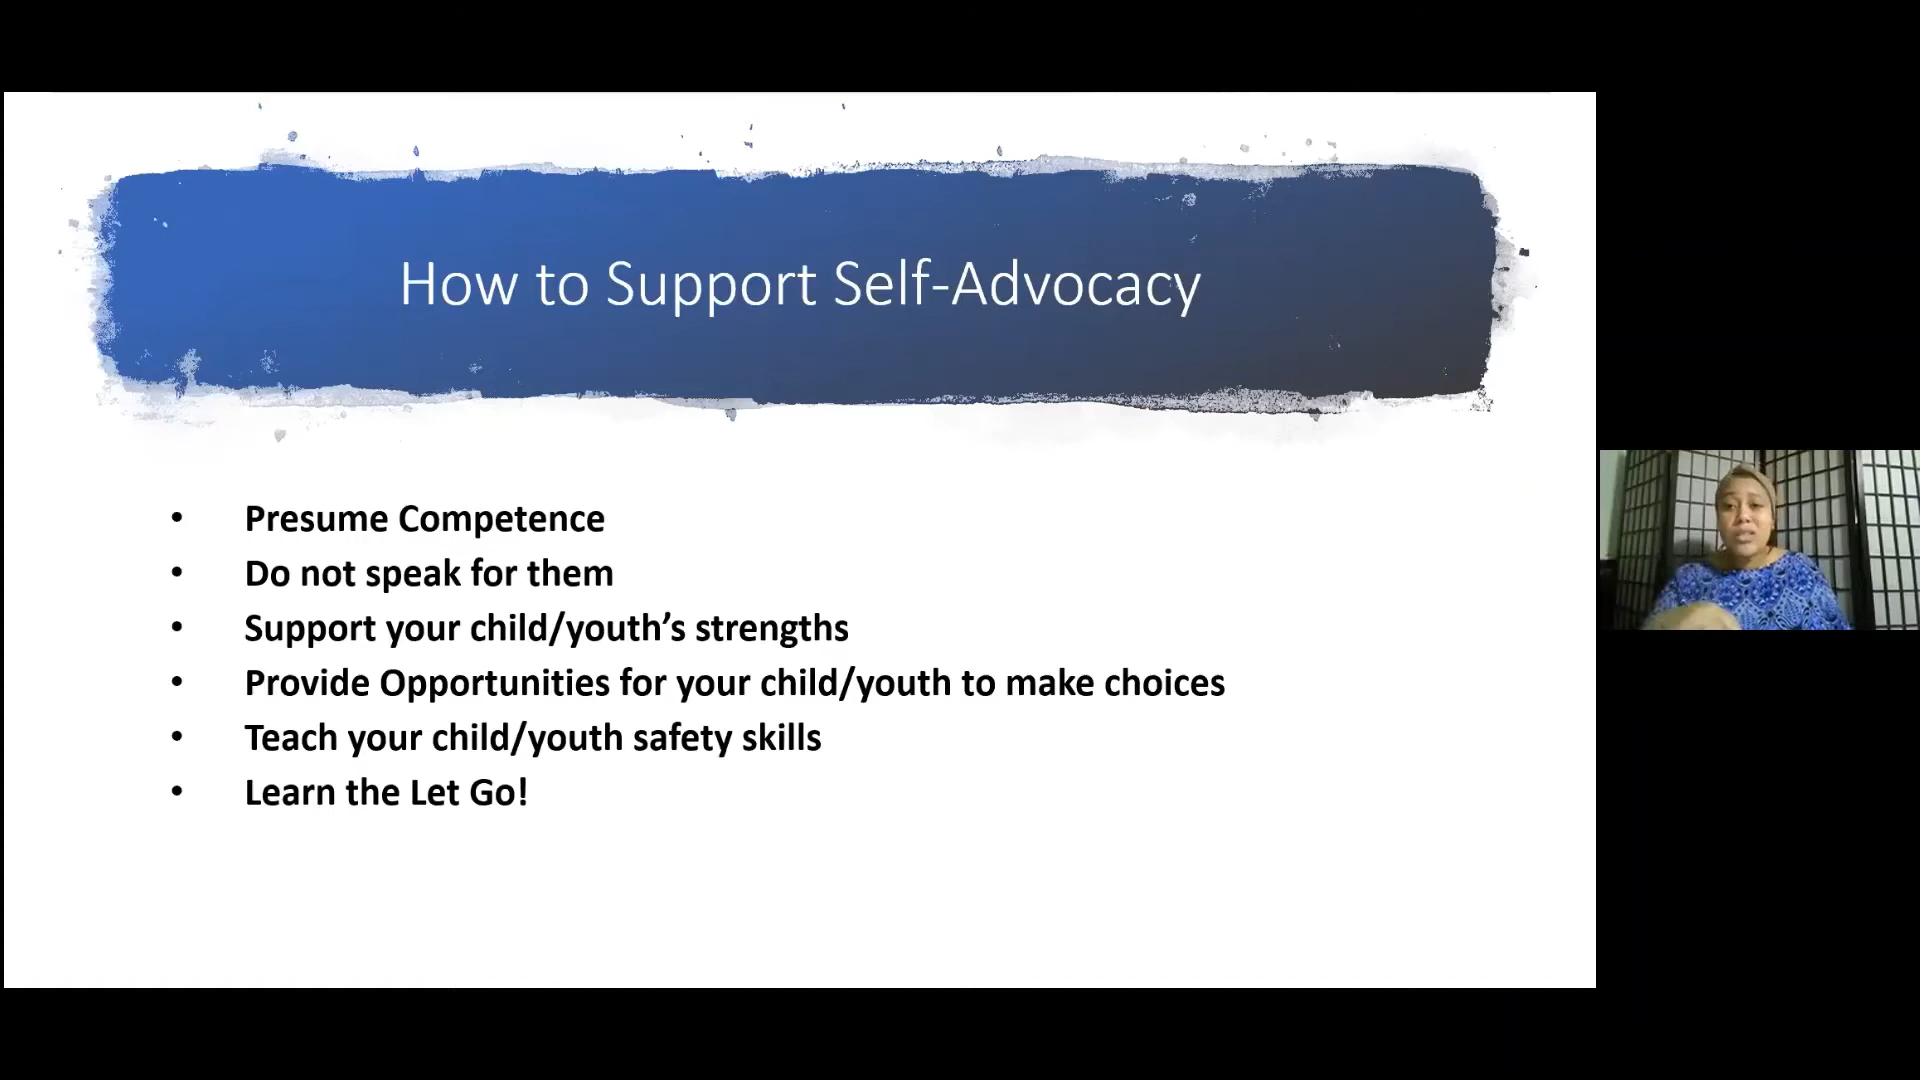 How to Support Self-Advocacy
• Presume Competence
• Do not speak for them
• Support your child/youth’s strengths
• Provide Opportunities for your child/youth to make choices
• Teach your child/youth safety skills
• Learn the Let Go!